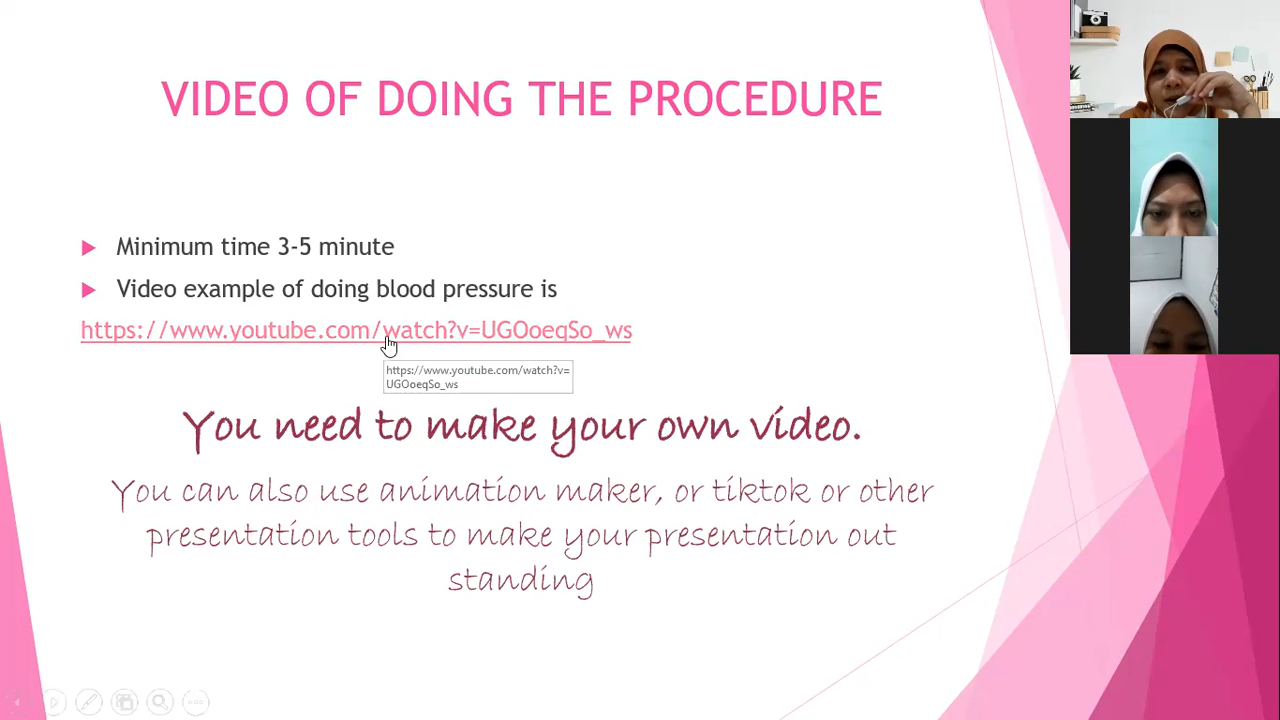 VIDEO OF DOING THE PROCEDURE
Minimum time 3-5 minute
Video example of doing blood pressure is
https://www.youtube.com/watch?v=UGOoeqSo_ws
https://www.youtube.com/watch?v=
UGOoeqSo_ws
You need to make your own video.
You can also use animation maker, or tiktok or other
presentation tools to make your presentation out
standing